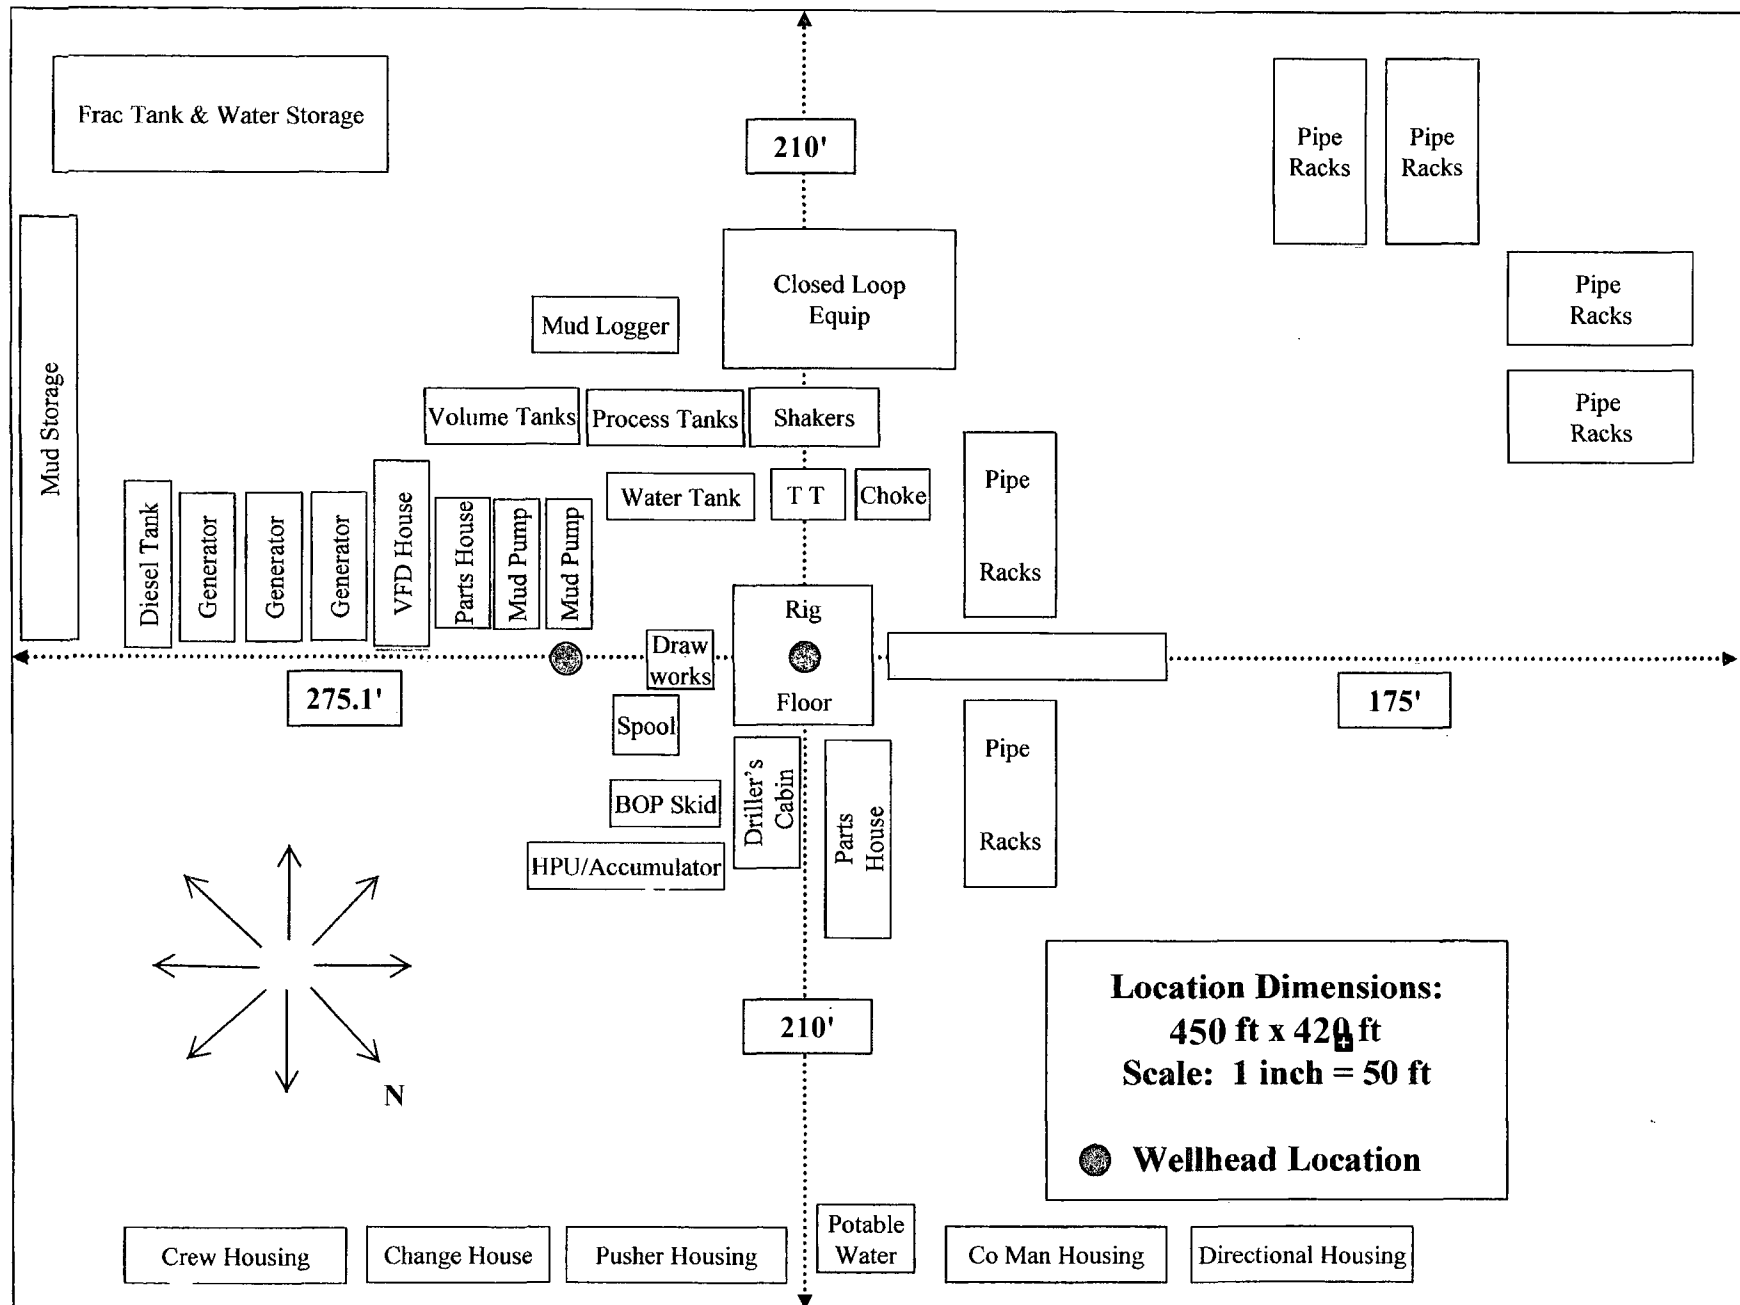 Frac Tank & Water Storage
210'
Pipe
Racks
Pipe
Racks
Closed Loop
Equip
Pipe
Racks
Mud Logger
Mud Storage
Pipe
Racks
Volume Tanks
Process Tanks
Shakers
Water Tank
T T
Choke
Pipe
Racks
Diesel Tank
Generator
Generator
Generator
VFD House
Parts House
Mud Pump
Mud Pump
Rig
Floor
Draw
works
275.1'
175'
Spool
Pipe
Racks
BOP Skid
Driller's
Cabin
Parts
House
HPU/Accumulator
N
210'
Location Dimensions:
450 ft x 420 ft
Scale: 1 inch = 50 ft
Wellhead Location
Crew Housing
Change House
Pusher Housing
Potable
Water
Co Man Housing
Directional Housing